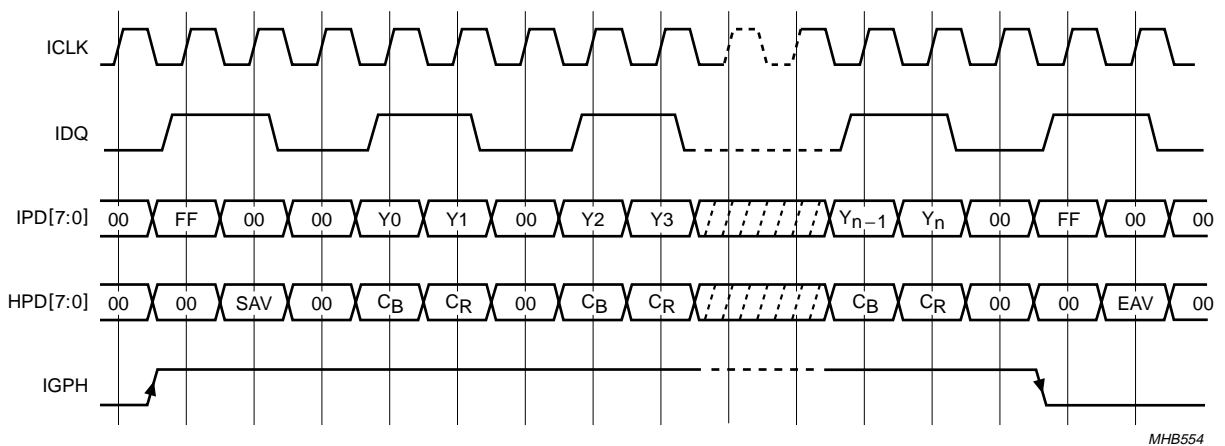 ICLK
IDQ
IPD[7:0] 00 FF 00 00 Y0 Y1 00 Y2 Y3 Yn−1 Yn 00 FF 00 00
HPD[7:0] 00 00 SAV 00 CB CR 00 CB CR CB CR 00 00 EAV 00
IGPH
MHB554